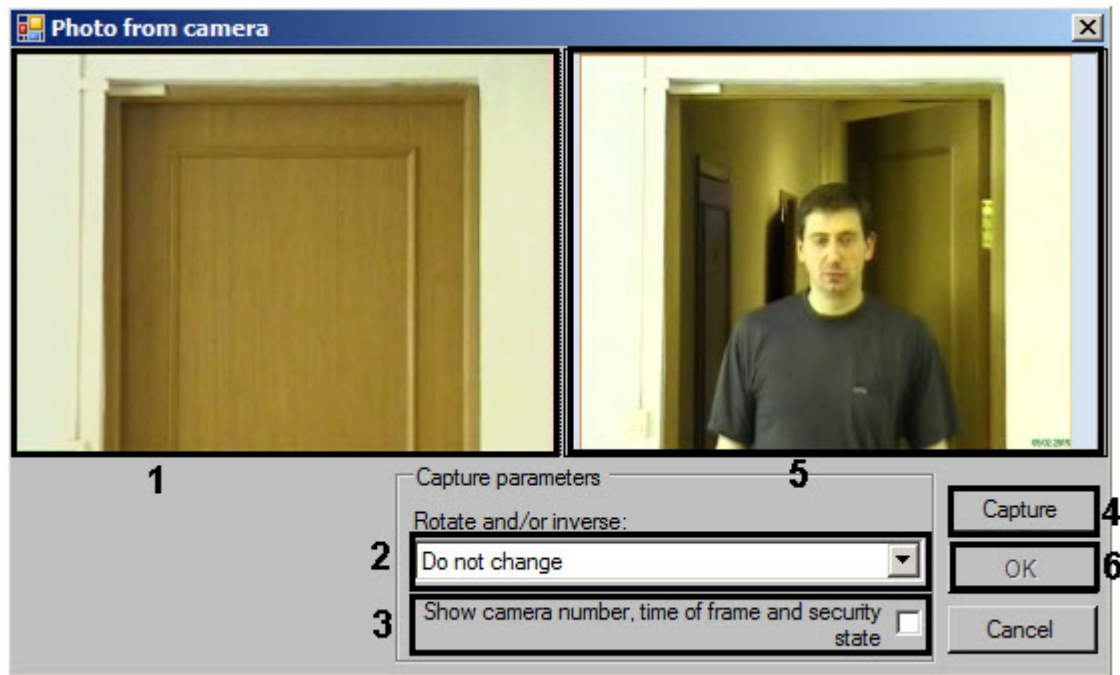 Photo from camera
1
5
Capture parameters
Rotate and/or inverse:
2
Do not change
3
Show camera number, time of frame and security
state
Capture
4
OK
6
Cancel